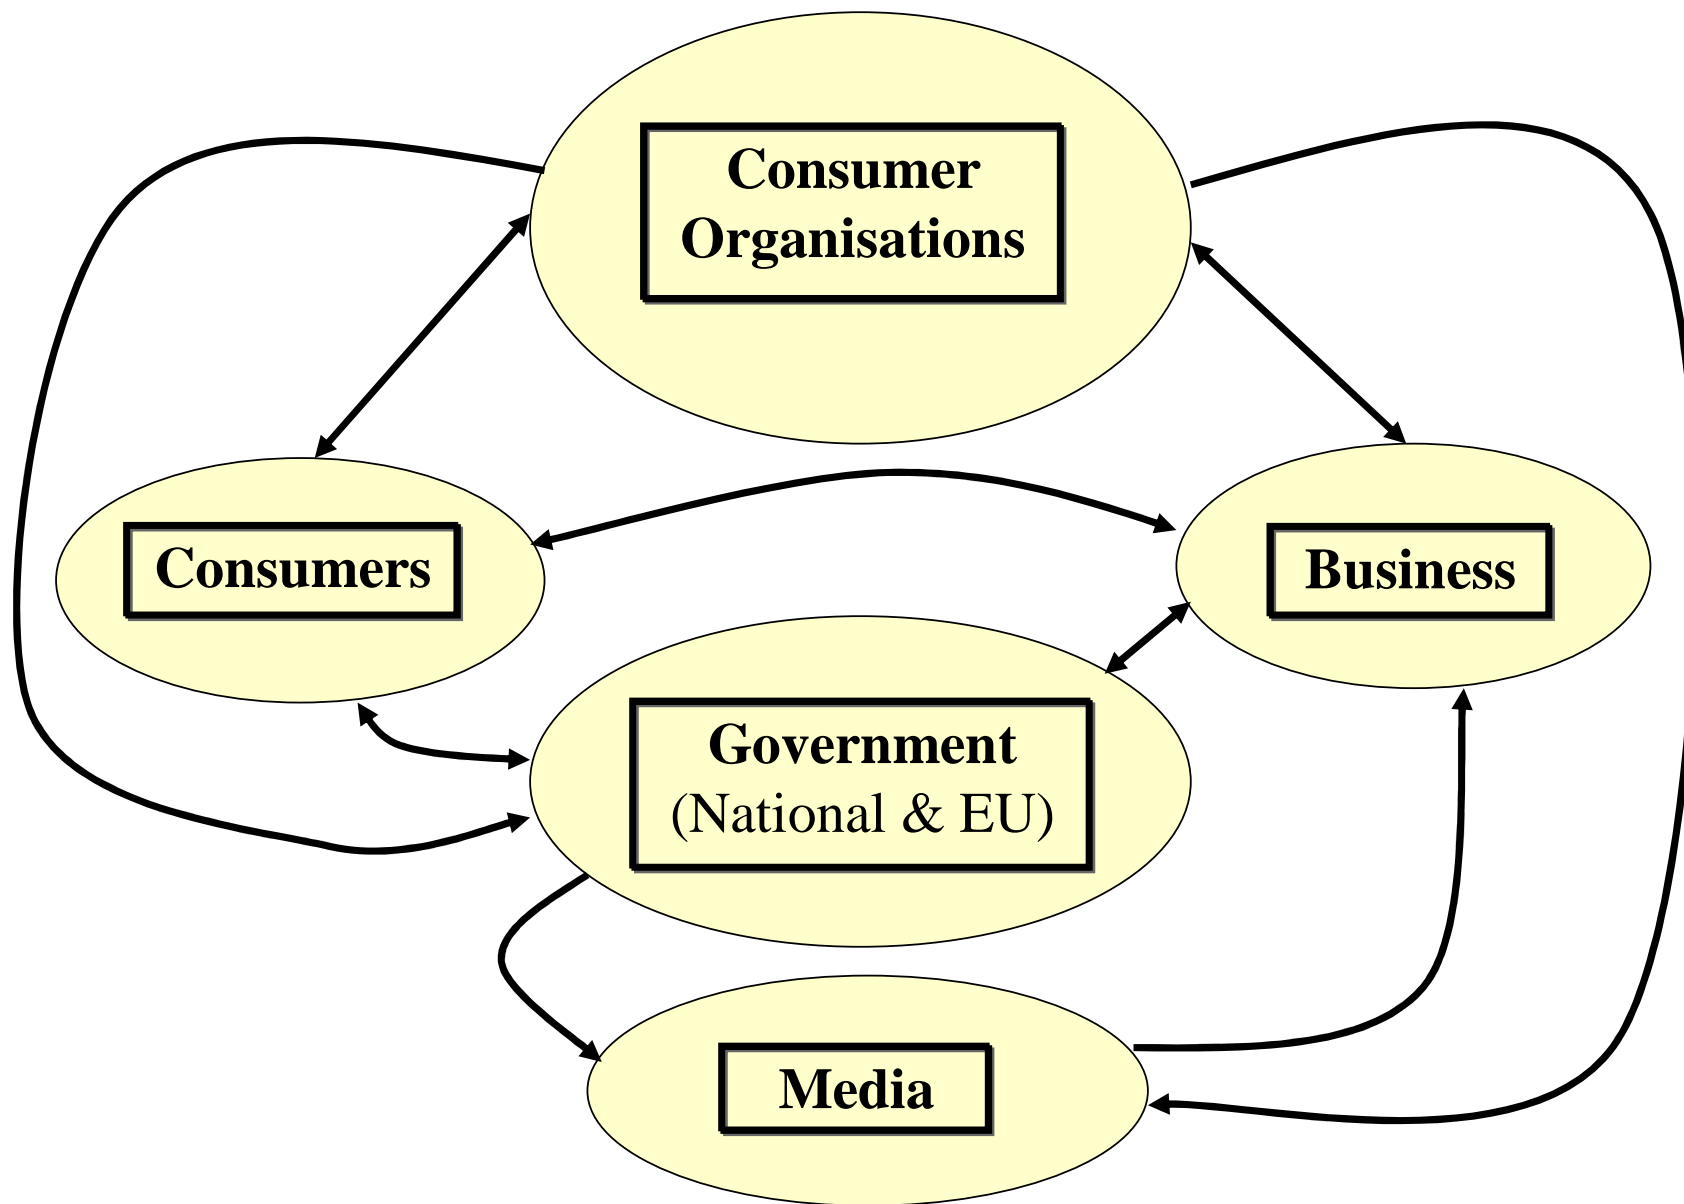 Consumer
Organisations
Consumers
Business
Government
(National & EU)
Media